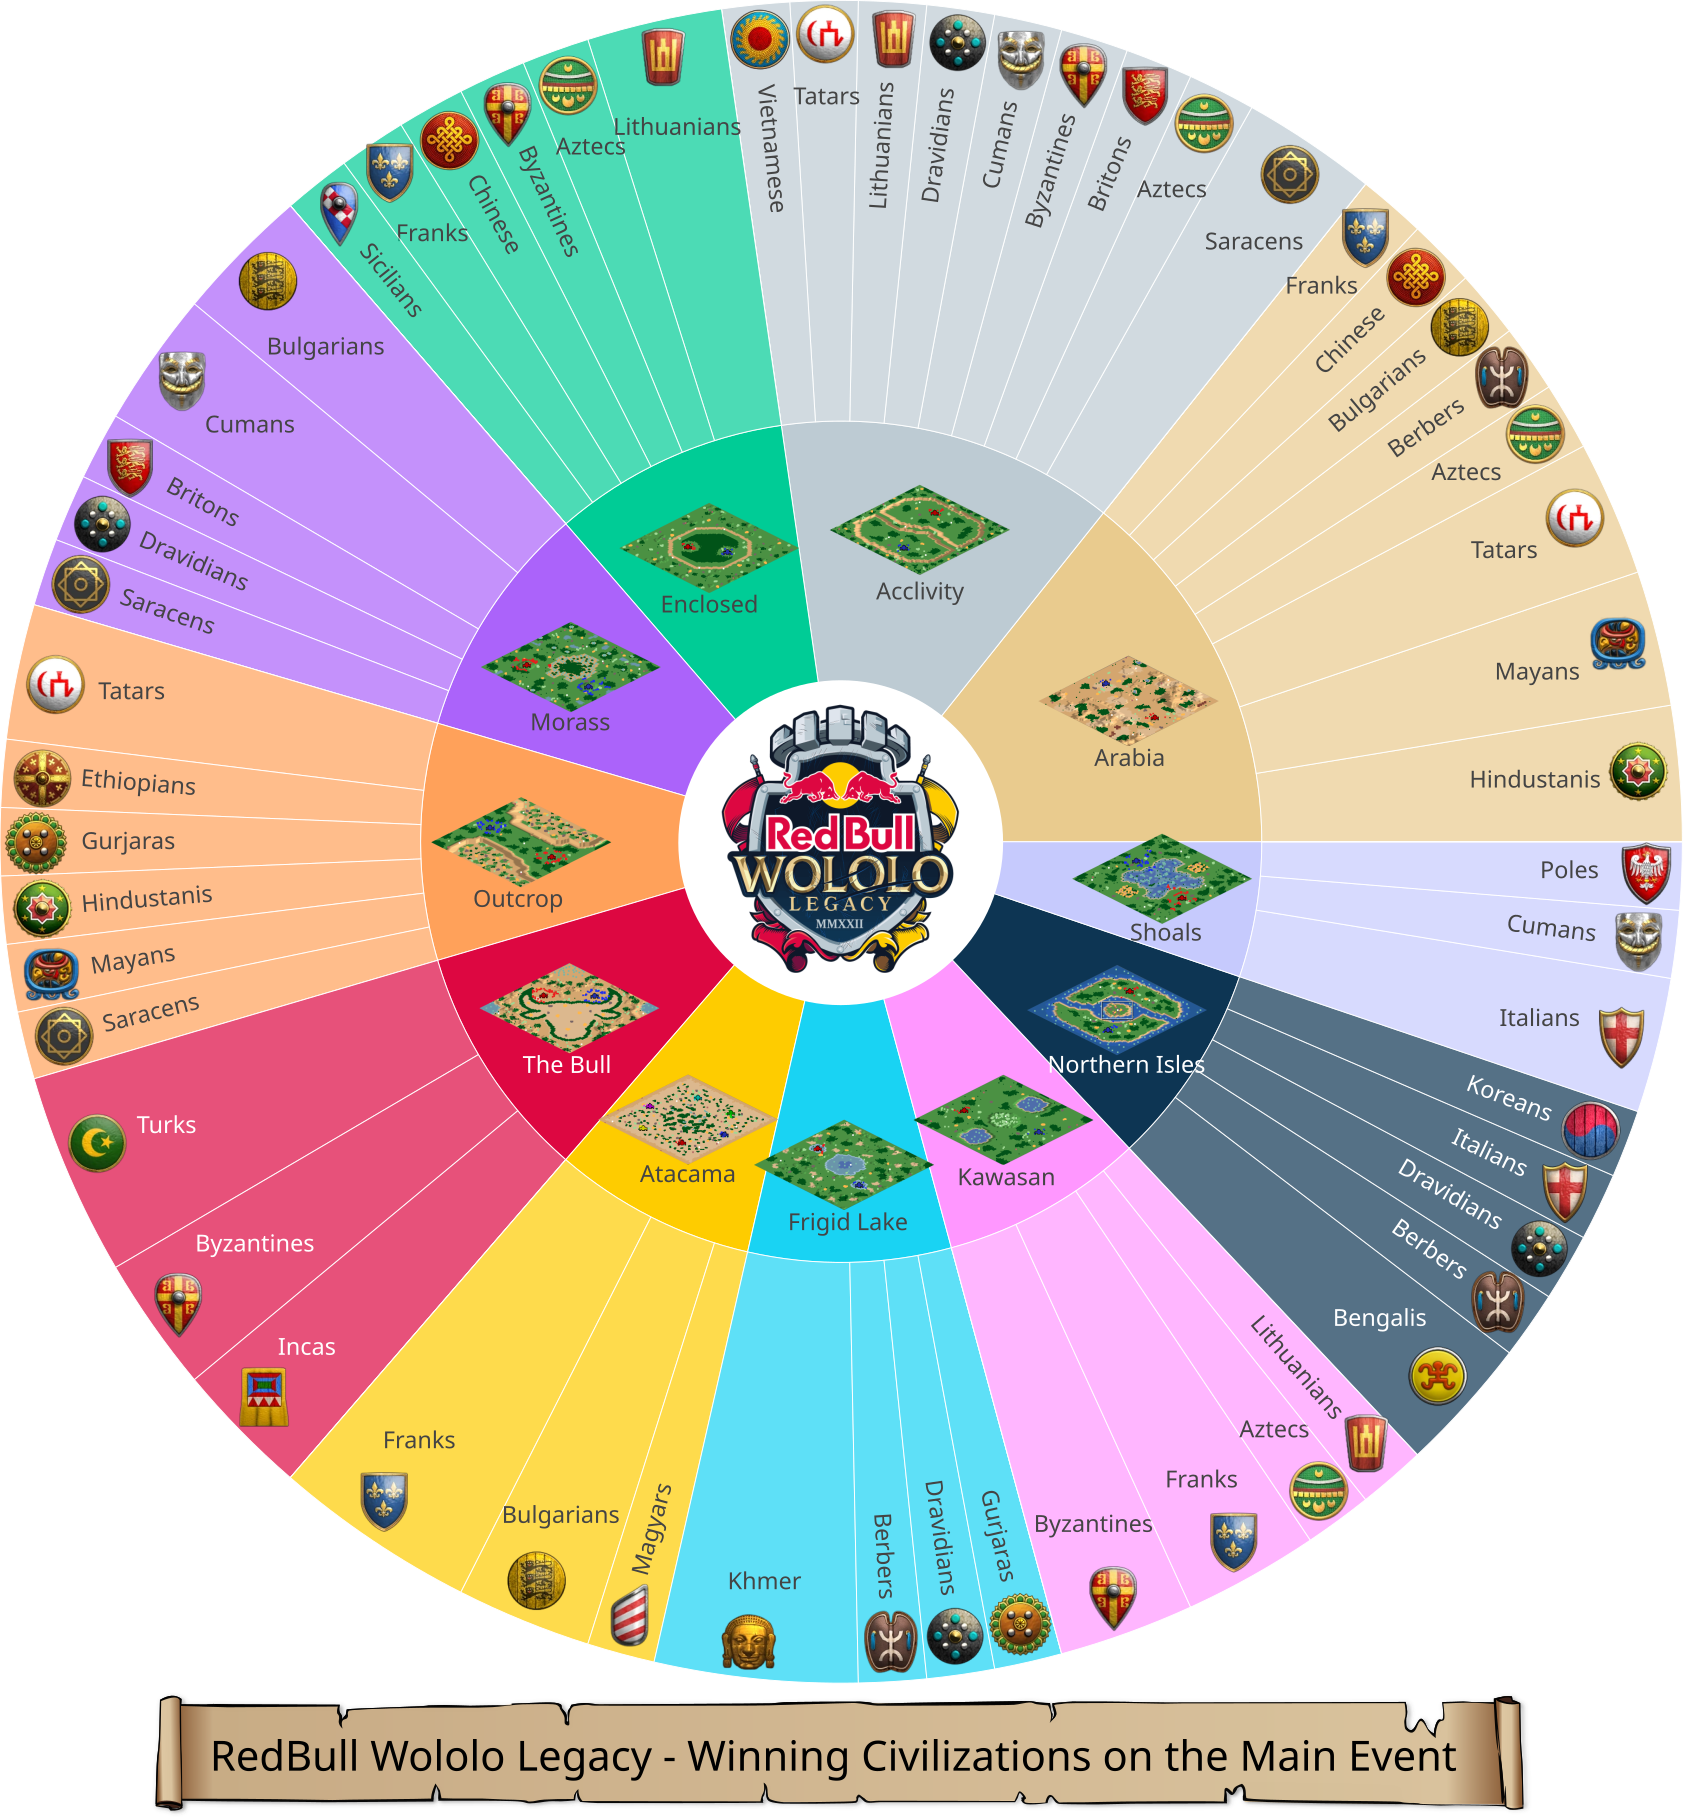 Vietnamese
Tatars
Lithuanians
Dravidians
Cumans
Byzantines
Britons
Aztecs
Saracens
Acclivity
Franks
Chinese
Bulgarians
Berbers
Aztecs
Tatars
Mayans
Hindustanis
Arabia
Poles
Cumans
Italians
Shoals
Koreans
Italians
Dravidians
Berbers
Bengalis
Northern Isles
Lithuanians
Aztecs
Franks
Byzantines
Kawasan
Gurjaras
Dravidians
Berbers
Khmer
Frigid Lake
Magyars
Bulgarians
Franks
Atacama
Incas
Byzantines
Turks
The Bull
Saracens
Mayans
Hindustanis
Gurjaras
Ethiopians
Tatars
Outcrop
Saracens
Dravidians
Britons
Cumans
Bulgarians
Morass
Sicilians
Franks
Chinese
Byzantines
Aztecs
Lithuanians
Enclosed
Red Bull
WOLOLO
LEGACY
MMXXII
RedBull Wololo Legacy - Winning Civilizations on the Main Event